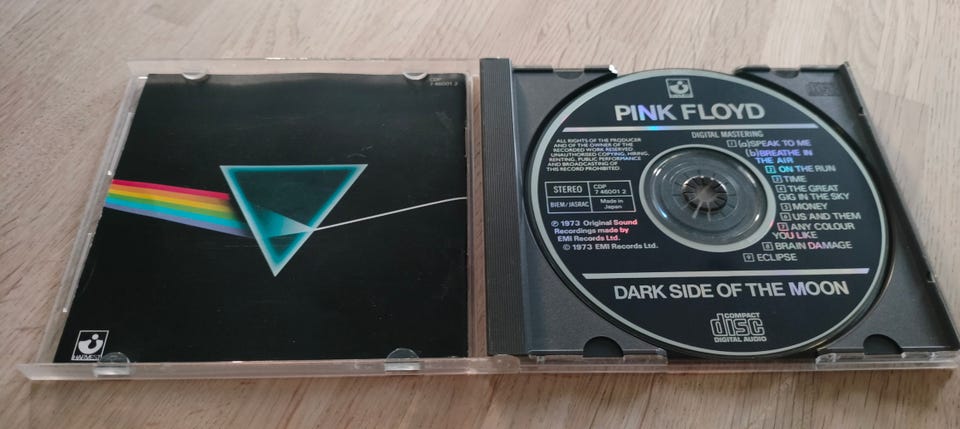 CDP
7 46001 2
HARVEST
PINK FLOYD
DIGITAL MASTERING
ALL RIGHTS OF THE PRODUCER
AND OF THE OWNER OF THE
RECORDED WORK RESERVED
UNAUTHORISED COPYING, HIRING,
RENTING, PUBLIC PERFORMANCE
AND BROADCASTING OF
THIS RECORD PROHIBITED.
STEREO
CDP
7 46001 2
BIEM/JASRAC
Made in
Japan
℗ 1973 Original Sound
Recordings made by
EMI Records Ltd.
© 1973 EMI Records Ltd.
1 (a)SPEAK TO ME
(b)BREATHE IN
THE AIR
2 ON THE RUN
3 TIME
4 THE GREAT
GIG IN THE SKY
5 MONEY
6 US AND THEM
7 ANY COLOUR
YOU LIKE
8 BRAIN DAMAGE
9 ECLIPSE
DARK SIDE OF THE MOON
COMPACT
disc
DIGITAL AUDIO